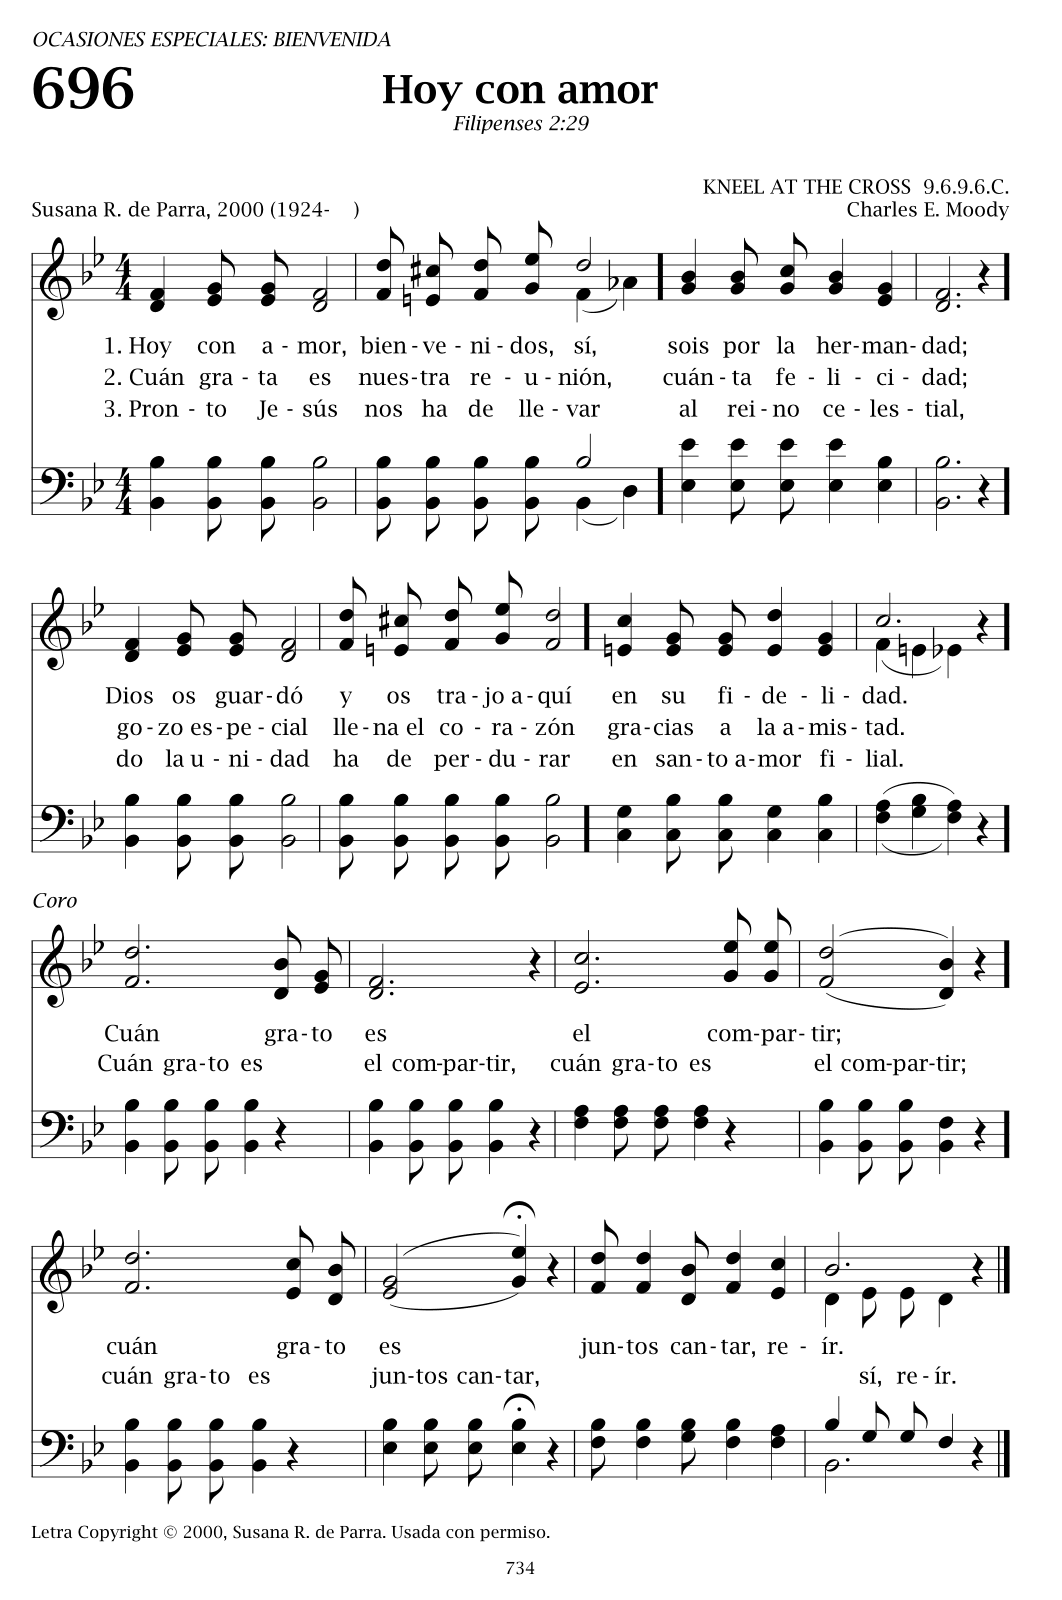 OCASIONES ESPECIALES: BIENVENIDA
696
Hoy con amor
Filipenses 2:29
KNEEL AT THE CROSS 9.6.9.6.C.
Susana R. de Parra, 2000 (1924- )
Charles E. Moody
1. Hoy con a - mor, bien - ve - ni - dos, sí, sois por la her - man - dad;
2. Cuán gra - ta es nues - tra re - u - nión, cuán - ta fe - li - ci - dad;
3. Pron - to Je - sús nos ha de lle - var al rei - no ce - les - tial,
Dios os guar - dó y os tra - jo a - quí en su fi - de - li - dad.
go - zo es - pe - cial lle - na el co - ra - zón gra - cias a la a - mis - tad.
do la u - ni - dad ha de per - du - rar en san - to a - mor fi - lial.
Coro
Cuán gra - to es el com - par - tir;
Cuán gra - to es el com - par - tir, cuán gra - to es el com - par - tir;
cuán gra - to es jun - tos can - tar, re - ír.
cuán gra - to es jun - tos can - tar, sí, re - ír.
Letra Copyright © 2000, Susana R. de Parra. Usada con permiso.
734